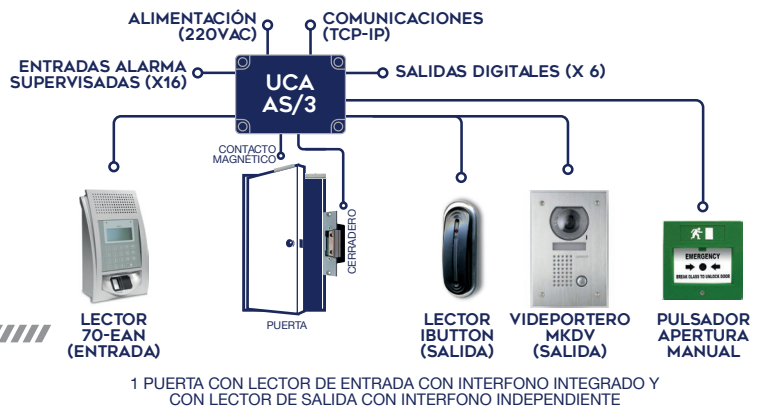 ALIMENTACIÓN
(220VAC)
COMUNICACIONES
(TCP-IP)
ENTRADAS ALARMA
SUPERVISADAS (X16)
SALIDAS DIGITALES (X 6)
UCA
AS/3
CONTACTO
MAGNÉTICO
CERRADERO
PUERTA
EMERGENCY
BREAK GLASS TO UNLOCK DOOR
LECTOR
70-EAN
(ENTRADA)
LECTOR
IBUTTON
(SALIDA)
VIDEPORTERO
MKDV
(SALIDA)
PULSADOR
APERTURA
MANUAL
1 PUERTA CON LECTOR DE ENTRADA CON INTERFONO INTEGRADO Y
CON LECTOR DE SALIDA CON INTERFONO INDEPENDIENTE